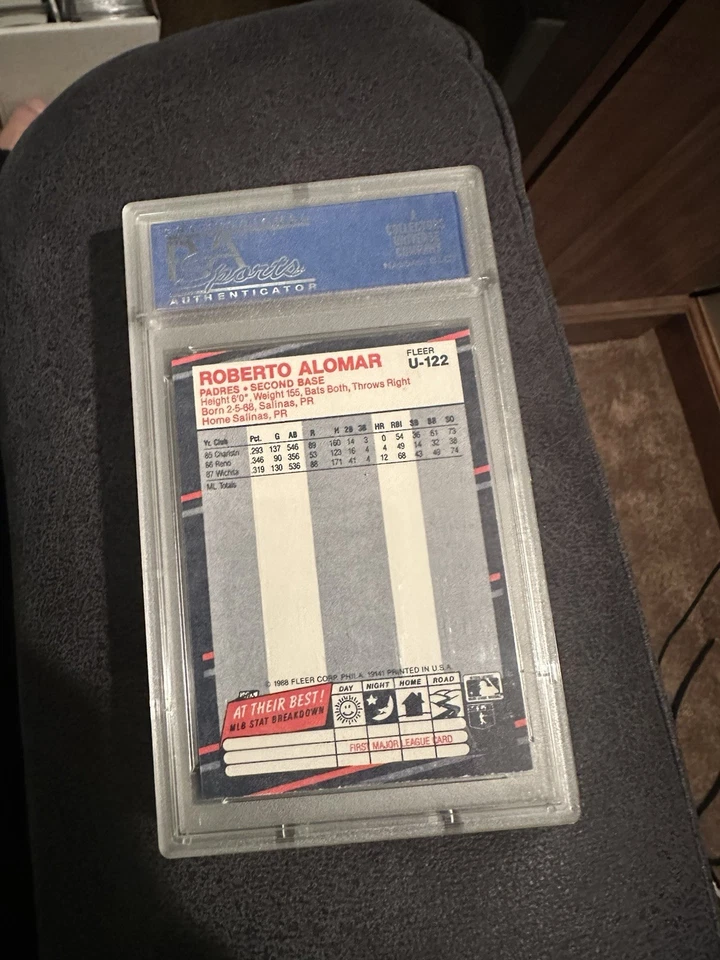 PSA
Sports
AUTHENTICATOR
A
COLLECTORS
UNIVERSE
COMPANY
ROBERTO ALOMAR
FLEER
U-122
PADRES • SECOND BASE
Height 6'0", Weight 155, Bats Both, Throws Right
Born 2-5-68, Salinas, PR
Home Salinas, PR
Yr. Club Pct. G AB R H 2B 3B HR RBI SB BB SO
85 Charlstn .293 137 546 89 160 14 3 0 54 36 61 73
86 Reno .346 90 356 53 123 16 4 4 49 14 32 38
87 Wichita .319 130 536 88 171 41 4 12 68 43 49 74
ML Totals
© 1988 FLEER CORP. PHILA. 19141 PRINTED IN U.S.A.
AT THEIR BEST!
MLB STAT BREAKDOWN
DAY NIGHT HOME ROAD
FIRST MAJOR LEAGUE CARD